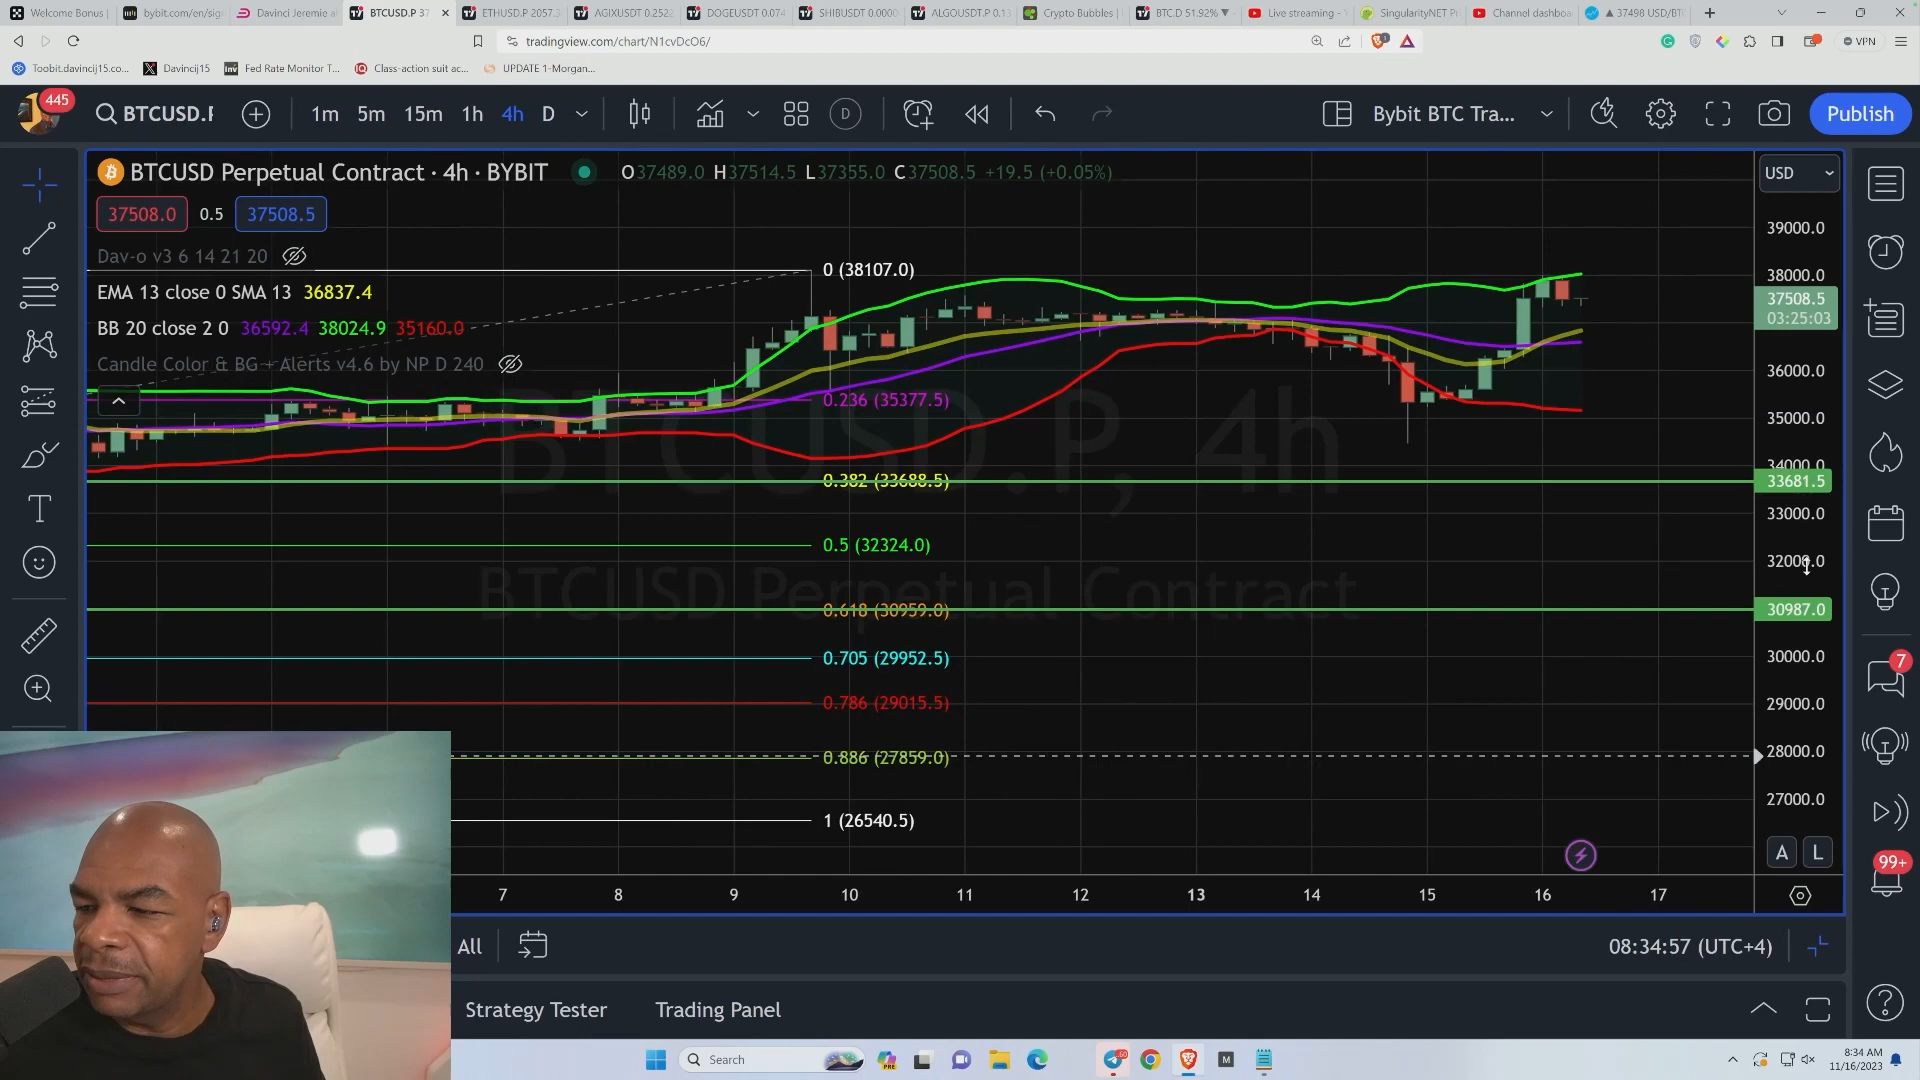 Welcome Bonus |
bybit.com/en/sig
Davinci Jeremie a
BTCUSD.P 37
ETHUSD.P 2057.
AGIXUSDT 0.252
DOGEUSDT 0.074
SHIBUSDT 0.0000
ALGOUSDT.P 0.13
Crypto Bubbles |
BTC.D 51.92% ▼
Live streaming -
SingularityNET Pr
Channel dashboa
▲ 37498 USD/BT
tradingview.com/chart/N1cvDcO6/
VPN
Toobit.davincij15.co...
Davincij15
Fed Rate Monitor T...
Class-action suit ac...
UPDATE 1-Morgan...
445
BTCUSD.P
1m 5m 15m 1h 4h D
D
Bybit BTC Tra...
Publish
BTCUSD Perpetual Contract · 4h · BYBIT
O37489.0 H37514.5 L37355.0 C37508.5 +19.5 (+0.05%)
USD
37508.0 0.5 37508.5
Dav-o v3 6 14 21 20
EMA 13 close 0 SMA 13 36837.4
BB 20 close 2 0 36592.4 38024.9 35160.0
Candle Color & BG + Alerts v4.6 by NP D 240
0 (38107.0)
0.236 (35377.5)
0.382 (33688.5)
0.5 (32324.0)
0.618 (30959.0)
0.705 (29952.5)
0.786 (29015.5)
0.886 (27859.0)
1 (26540.5)
BTCUSD.P, 4h
BTCUSD Perpetual Contract
39000.0
38000.0
37508.5
03:25:03
36000.0
35000.0
34000.0
33681.5
33000.0
32000.0
30987.0
30000.0
29000.0
28000.0
27000.0
A L
7
99+
7 8 9 10 11 12 13 14 15 16 17
All
08:34:57 (UTC+4)
Strategy Tester
Trading Panel
Search
PRE
M
8:34 AM
11/16/2023